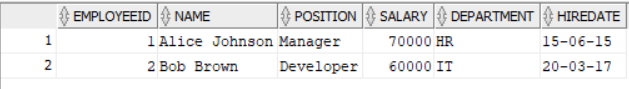 EMPLOYEEID NAME POSITION SALARY DEPARTMENT HIREDATE
1 1 Alice Johnson Manager 70000 HR 15-06-15
2 2 Bob Brown Developer 60000 IT 20-03-17